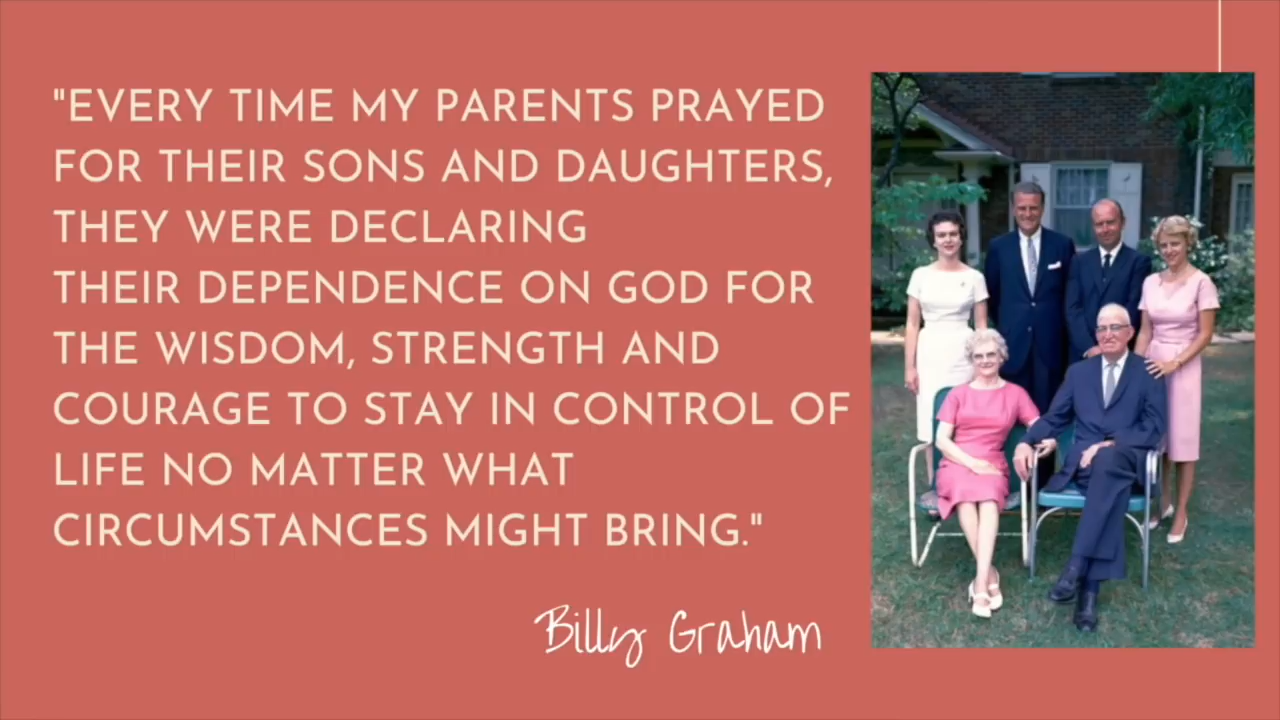 "EVERY TIME MY PARENTS PRAYED
FOR THEIR SONS AND DAUGHTERS,
THEY WERE DECLARING
THEIR DEPENDENCE ON GOD FOR
THE WISDOM, STRENGTH AND
COURAGE TO STAY IN CONTROL OF
LIFE NO MATTER WHAT
CIRCUMSTANCES MIGHT BRING."
Billy Graham